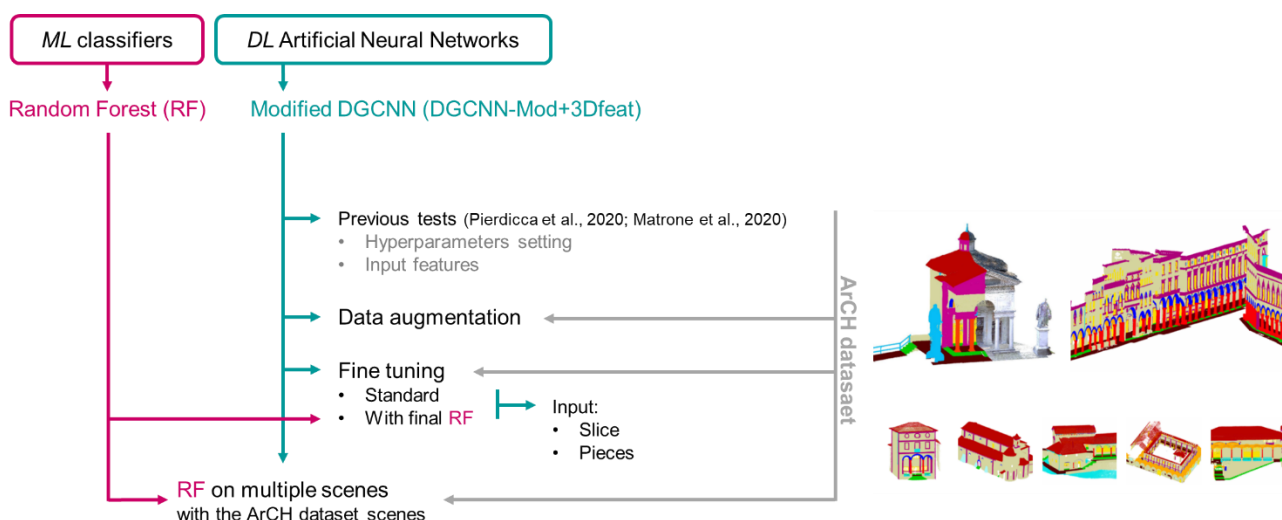 ML classifiers
DL Artificial Neural Networks
Random Forest (RF)
Modified DGCNN (DGCNN-Mod+3Dfeat)
Previous tests (Pierdicca et al., 2020; Matrone et al., 2020)
• Hyperparameters setting
• Input features
Data augmentation
Fine tuning
• Standard
• With final RF
Input:
• Slice
• Pieces
RF on multiple scenes
with the ArCH dataset scenes
ArCH datasaet